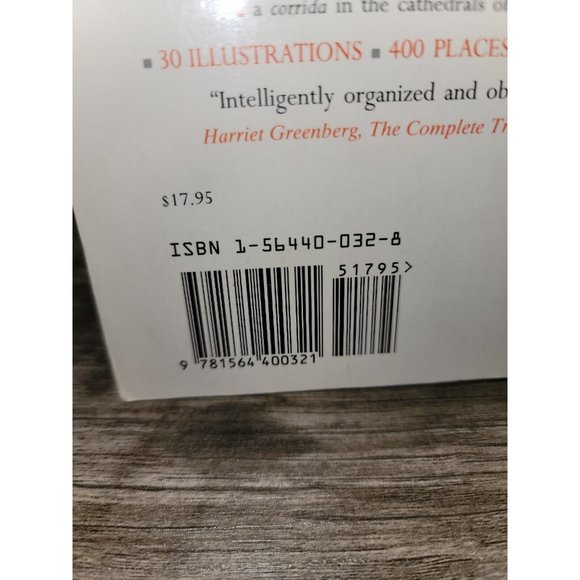 a corrida in the cathedrals of
▪ 30 ILLUSTRATIONS ▪ 400 PLACES
“Intelligently organized and ob
Harriet Greenberg, The Complete Tr
$17.95
ISBN 1-56440-032-8
51795>
9 781564 400321